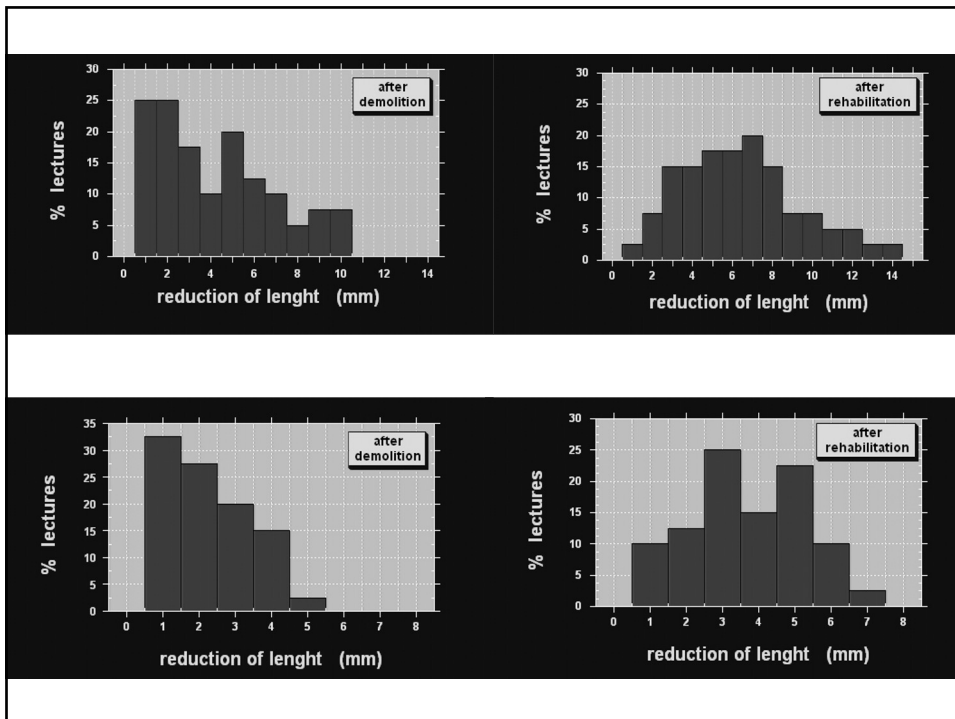 30
25
20
15
10
5
0
% lectures
after
demolition
0 2 4 6 8 10 12 14
reduction of lenght (mm)
30
25
20
15
10
5
0
% lectures
after
rehabilitation
0 2 4 6 8 10 12 14
reduction of lenght (mm)
35
30
25
20
15
10
5
0
% lectures
after
demolition
0 1 2 3 4 5 6 7 8
reduction of lenght (mm)
30
25
20
15
10
5
0
% lectures
after
rehabilitation
0 1 2 3 4 5 6 7 8
reduction of lenght (mm)